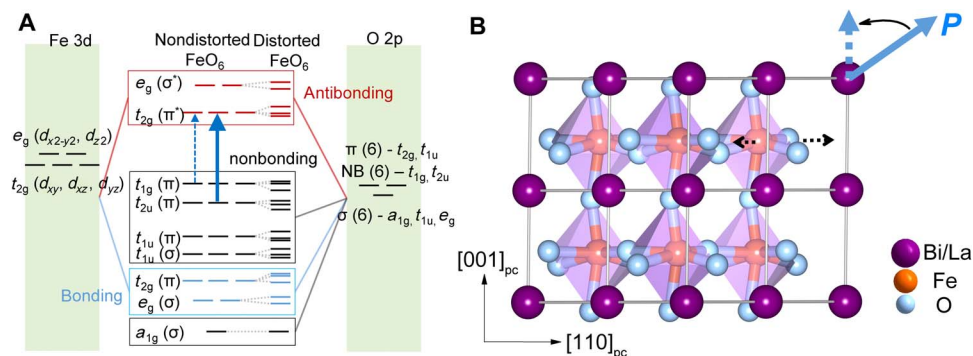 A
Fe 3d
Nondistorted
FeO6
Distorted
FeO6
O 2p
eg (σ*)
t2g (π*)
Antibonding
eg (dx2-y2, dz2)
t2g (dxy, dxz, dyz)
nonbonding
t1g (π)
t2u (π)
t1u (π)
t1u (σ)
π (6) - t2g, t1u
NB (6) – t1g, t2u
σ (6) - a1g, t1u, eg
Bonding
t2g (π)
eg (σ)
a1g (σ)
B
P
[001]pc
[110]pc
Bi/La
Fe
O